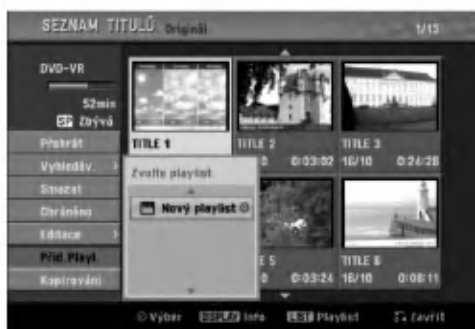 SEZNAM TITULŮ Originál 1/13
DVD-VR
52min
SP Zbývá
Přehrát
Vyhledáv.
Smazat
Chráněno
Editace
Přid.Playl.
Kopírování
TITLE 1
TITLE 2
0:03:02
TITLE 3
16/10 0:24:28
Zvolte playlist
Nový playlist
TITLE 5
0:03:24
TITLE 6
16/10 0:08:11
Výběr DISPLAY Info LIST Playlist Zavřít